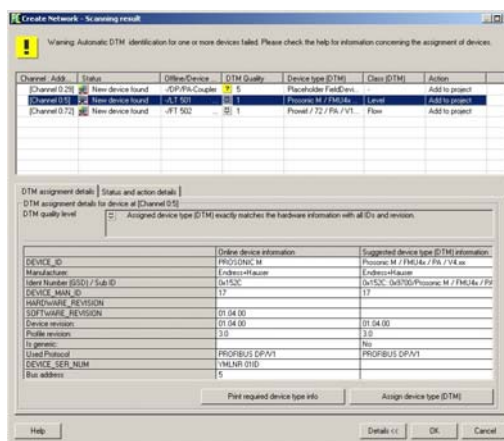 Create Network - Scanning result
Warning: Automatic DTM identification for one or more devices failed. Please check the help for information concerning the assignment of devices.
Channel : Addr... Status Offline/Device ... DTM Quality Device type (DTM) Class (DTM) Action
[Channel 0:29] New device found -/DP/PA-Coupler ? 5 Placeholder FieldDevi... - Add to project
[Channel 0:5] New device found -/LT 501 1 Prosonic M / FMU4x ... Level Add to project
[Channel 0:72] New device found -/FT 502 1 Prowirl / 72 / PA / V1... Flow Add to project
DTM assignment details Status and action details
DTM assignment details for device at [Channel 0:5]
DTM quality level Assigned device type (DTM) exactly matches the hardware information with all IDs and revision.
Online device information Suggested device type (DTM) information
DEVICE_ID PROSONIC M Prosonic M / FMU4x / PA / V4.xx
Manufacturer Endress+Hauser Endress+Hauser
Ident Number (GSD) / Sub ID 0x152C 0x152C: 0x9700/Prosonic M / FMU4x / PA
DEVICE_MAN_ID 17 17
HARDWARE_REVISION
SOFTWARE_REVISION 01.04.00
Device revision: 01.04.00 01.04.00
Profile revision 3.0 3.0
Is generic: No
Used Protocol PROFIBUS DP/V1 PROFIBUS DP/V1
DEVICE_SER_NUM
Bus address 5
Print required device type info Assign device type (DTM)
Help Details << OK Cancel